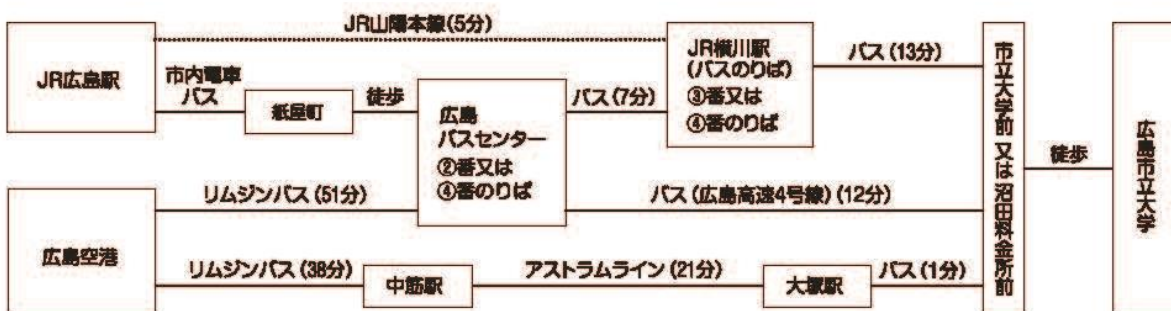 JR山陽本線(5分)
JR広島駅
市内電車
バス
紙屋町
徒歩
広島
バスセンター
②番又は
④番のりば
バス(7分)
JR横川駅
(バスのりば)
③番又は
④番のりば
バス(13分)
リムジンバス(51分)
バス(広島高速4号線)(12分)
広島空港
リムジンバス(38分)
中筋駅
アストラムライン(21分)
大塚駅
バス(1分)
市立大学前 又は 沼田料金所前
徒歩
広島市立大学